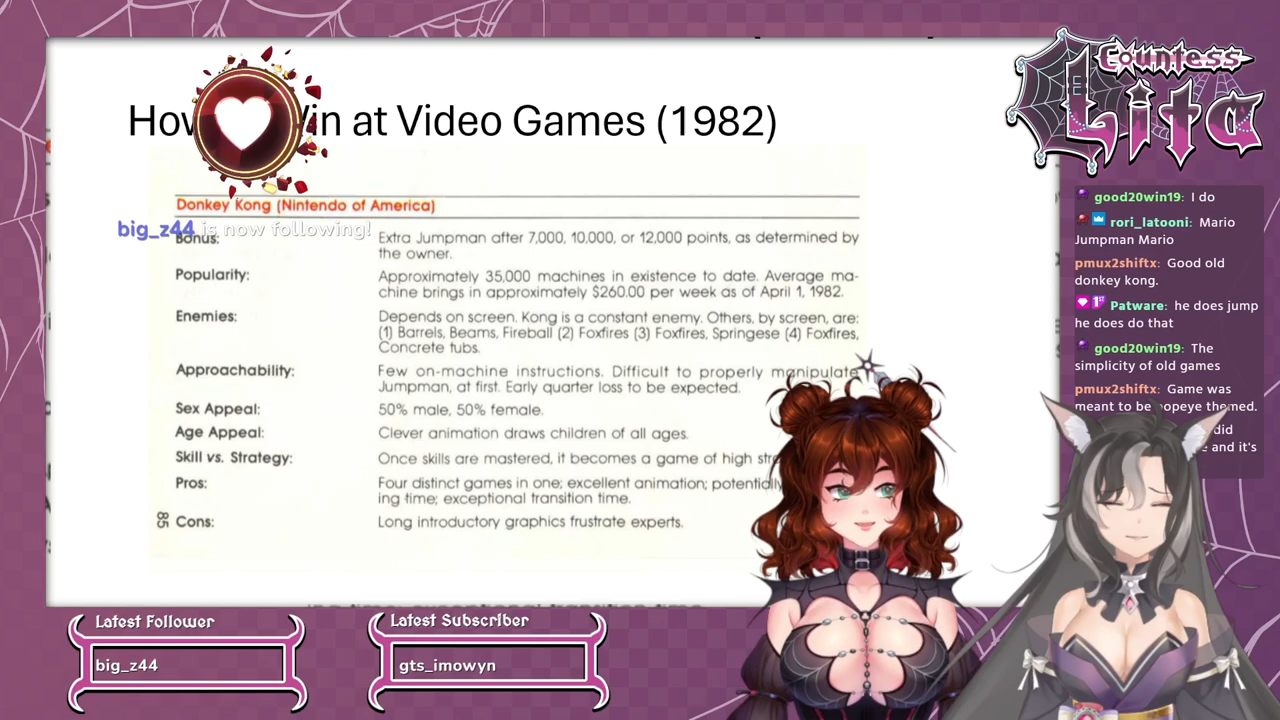 Countess
Lita
How Win at Video Games (1982)
Donkey Kong (Nintendo of America)
big_z44 is now following!
Bonus: Extra Jumpman after 7,000, 10,000, or 12,000 points, as determined by
the owner.
Popularity: Approximately 35,000 machines in existence to date. Average ma-
chine brings in approximately $260.00 per week as of April 1, 1982.
Enemies: Depends on screen. Kong is a constant enemy. Others, by screen, are:
(1) Barrels, Beams, Fireball (2) Foxfires (3) Foxfires, Springese (4) Foxfires,
Concrete tubs.
Approachability: Few on-machine instructions. Difficult to properly manipulate
Jumpman, at first. Early quarter loss to be expected.
Sex Appeal: 50% male, 50% female.
Age Appeal: Clever animation draws children of all ages.
Skill vs. Strategy: Once skills are mastered, it becomes a game of high
Pros: Four distinct games in one; excellent animation; potentially
ing time; exceptional transition time.
85
Cons: Long introductory graphics frustrate experts.
good20win19: I do
rori_latooni: Mario
Jumpman Mario
pmux2shiftx: Good old
donkey kong.
Patware: he does jump
he does do that
good20win19: The
simplicity of old games
pmux2shiftx: Game was
meant to be popeye themed.
did
and it's
Latest Follower
big_z44
Latest Subscriber
gts_imowyn